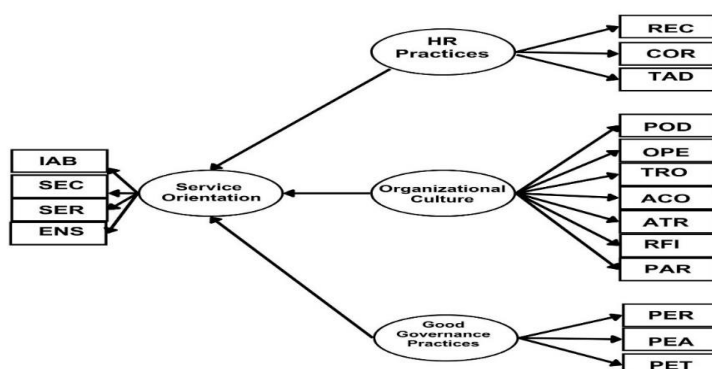 HR
Practices
REC
COR
TAD
IAB
SEC
SER
ENS
Service
Orientation
Organizational
Culture
POD
OPE
TRO
ACO
ATR
RFI
PAR
Good
Governance
Practices
PER
PEA
PET